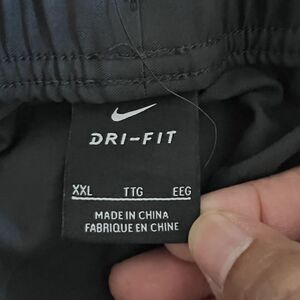 DRI-FIT
XXL TTG EEG
MADE IN CHINA
FABRIQUE EN CHINE